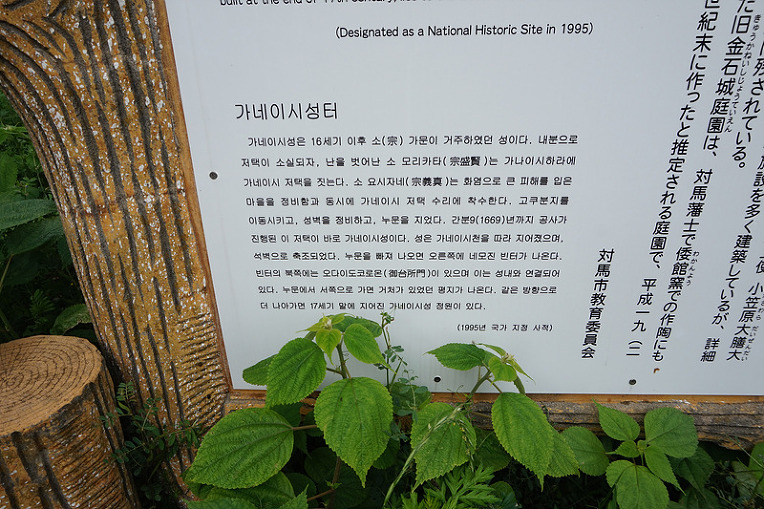 (Designated as a National Historic Site in 1995)
가네이시성터
가네이시성은 16세기 이후 소(宗) 가문이 거주하였던 성이다. 내분으로
저택이 소실되자, 난을 벗어난 소 모리카타(宗盛賢)는 가나이시하라에
가네이시 저택을 짓는다. 소 요시자네(宗義真)는 화염으로 큰 피해를 입은
마을을 정비함과 동시에 가네이시 저택 수리에 착수한다. 고쿠분지를
이동시키고, 성벽을 정비하고, 누문을 지었다. 간분9(1669)년까지 공사가
진행된 이 저택이 바로 가네이시성이다. 성은 가네이시천을 따라 지어졌으며,
석벽으로 축조되었다. 누문을 빠져 나오면 오른쪽에 네모진 빈터가 나온다.
빈터의 북쪽에는 오다이도코로몬(御台所門)이 있으며 이는 성내와 연결되어
있다. 누문에서 서쪽으로 가면 거처가 있었던 평지가 나온다. 같은 방향으로
더 나아가면 17세기 말에 지어진 가네이시성 정원이 있다.
(1995년 국가 지정 사적)
小笠原大膳大
施設を多く建築しているが、詳細
残されている。
た旧金石城庭園は、対馬藩士で倭館窯での作陶にも
世紀末に作ったと推定される庭園で、平成一九(二
対馬市教育委員会